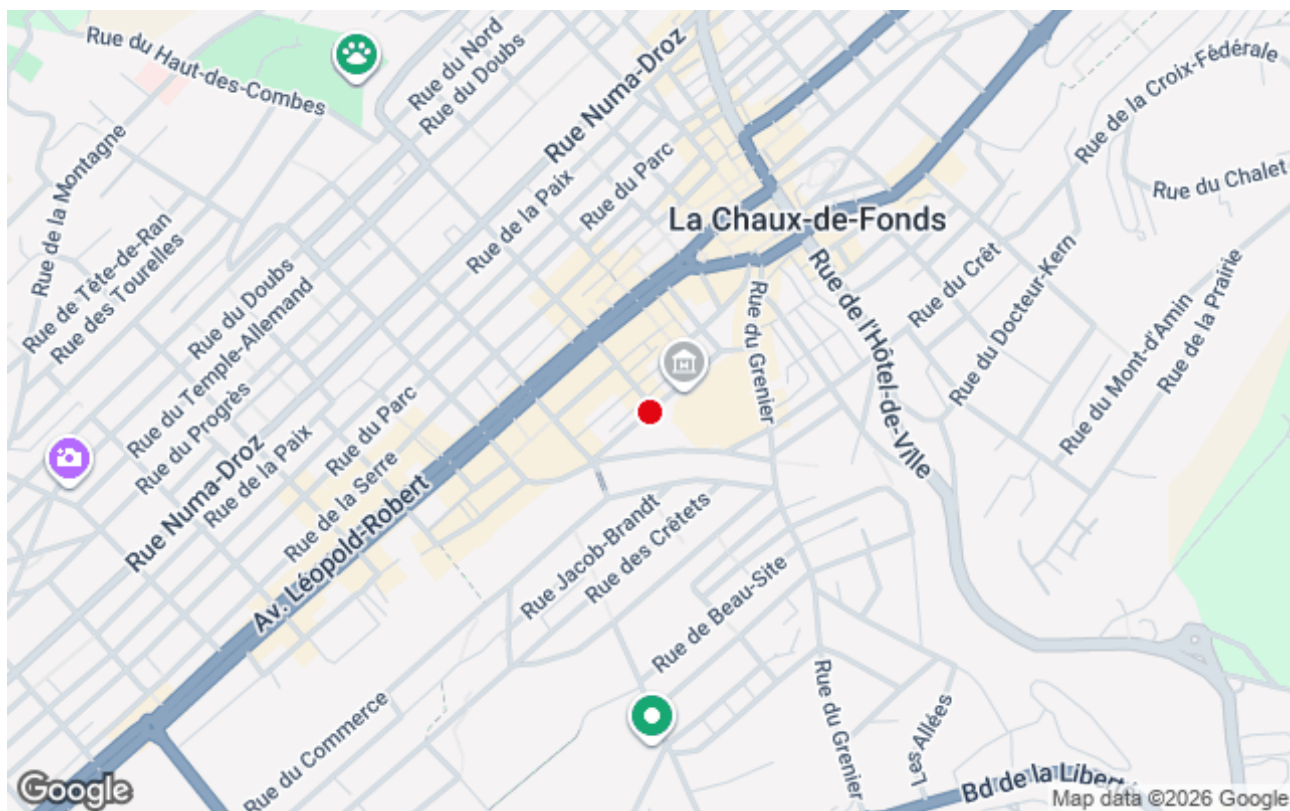 Rue du Haut-des-Combes
Rue du Nord
Rue du Doubs
Rue Numa-Droz
Rue de la Croix-Fédérale
Rue de la Montagne
Rue du Parc
Rue de la Paix
Rue du Chalet
La Chaux-de-Fonds
Rue de Tête-de-Ran
Rue des Tourelles
Rue du Doubs
Rue du Temple-Allemand
Rue du Progrès
Rue du Grenier
Rue de l'Hôtel-de-Ville
Rue du Crêt
Rue du Docteur-Kern
Rue du Mont-d'Amin
Rue de la Prairie
Rue du Parc
Rue Numa-Droz
Rue de la Paix
Rue de la Serre
Av. Léopold-Robert
Rue Jacob-Brandt
Rue des Crêtets
Rue de Beau-Site
Rue du Commerce
Rue du Grenier
Les Allées
Bd de la Liberté
Google
Map data ©2026 Google